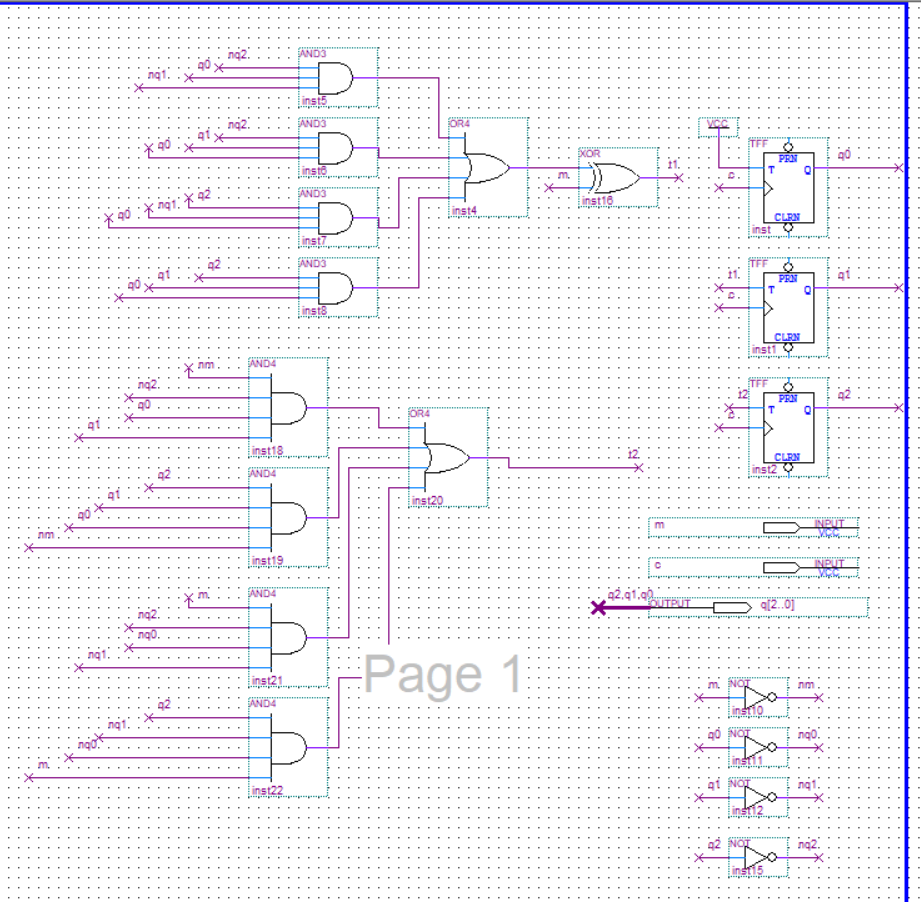 AND3
nq2.
q0
nq1.
inst5
AND3
nq2.
q1
q0
inst6
AND3
q2
nq1.
q0
inst7
AND3
q2
q1
q0
inst8
OR4
inst4
XOR
m.
t1.
inst16
VCC
TFF
PRN
T Q
q0
c.
CLRN
inst
TFF
t1.
PRN
T Q
q1
c.
CLRN
inst1
TFF
t2
PRN
T Q
q2
c.
CLRN
inst2
AND4
nm.
nq2.
q0
q1
inst18
AND4
q2
q1
q0
nm
inst19
OR4
t2
inst20
AND4
m.
nq2.
nq0
nq1.
inst21
AND4
q2
nq1
nq0
m.
inst22
Page 1
m INPUT
VCC
c INPUT
VCC
q2,q1,q0 OUTPUT q[2..0]
m. NOT nm
inst10
q0 NOT nq0
inst11
q1 NOT nq1
inst12
q2 NOT nq2.
inst15